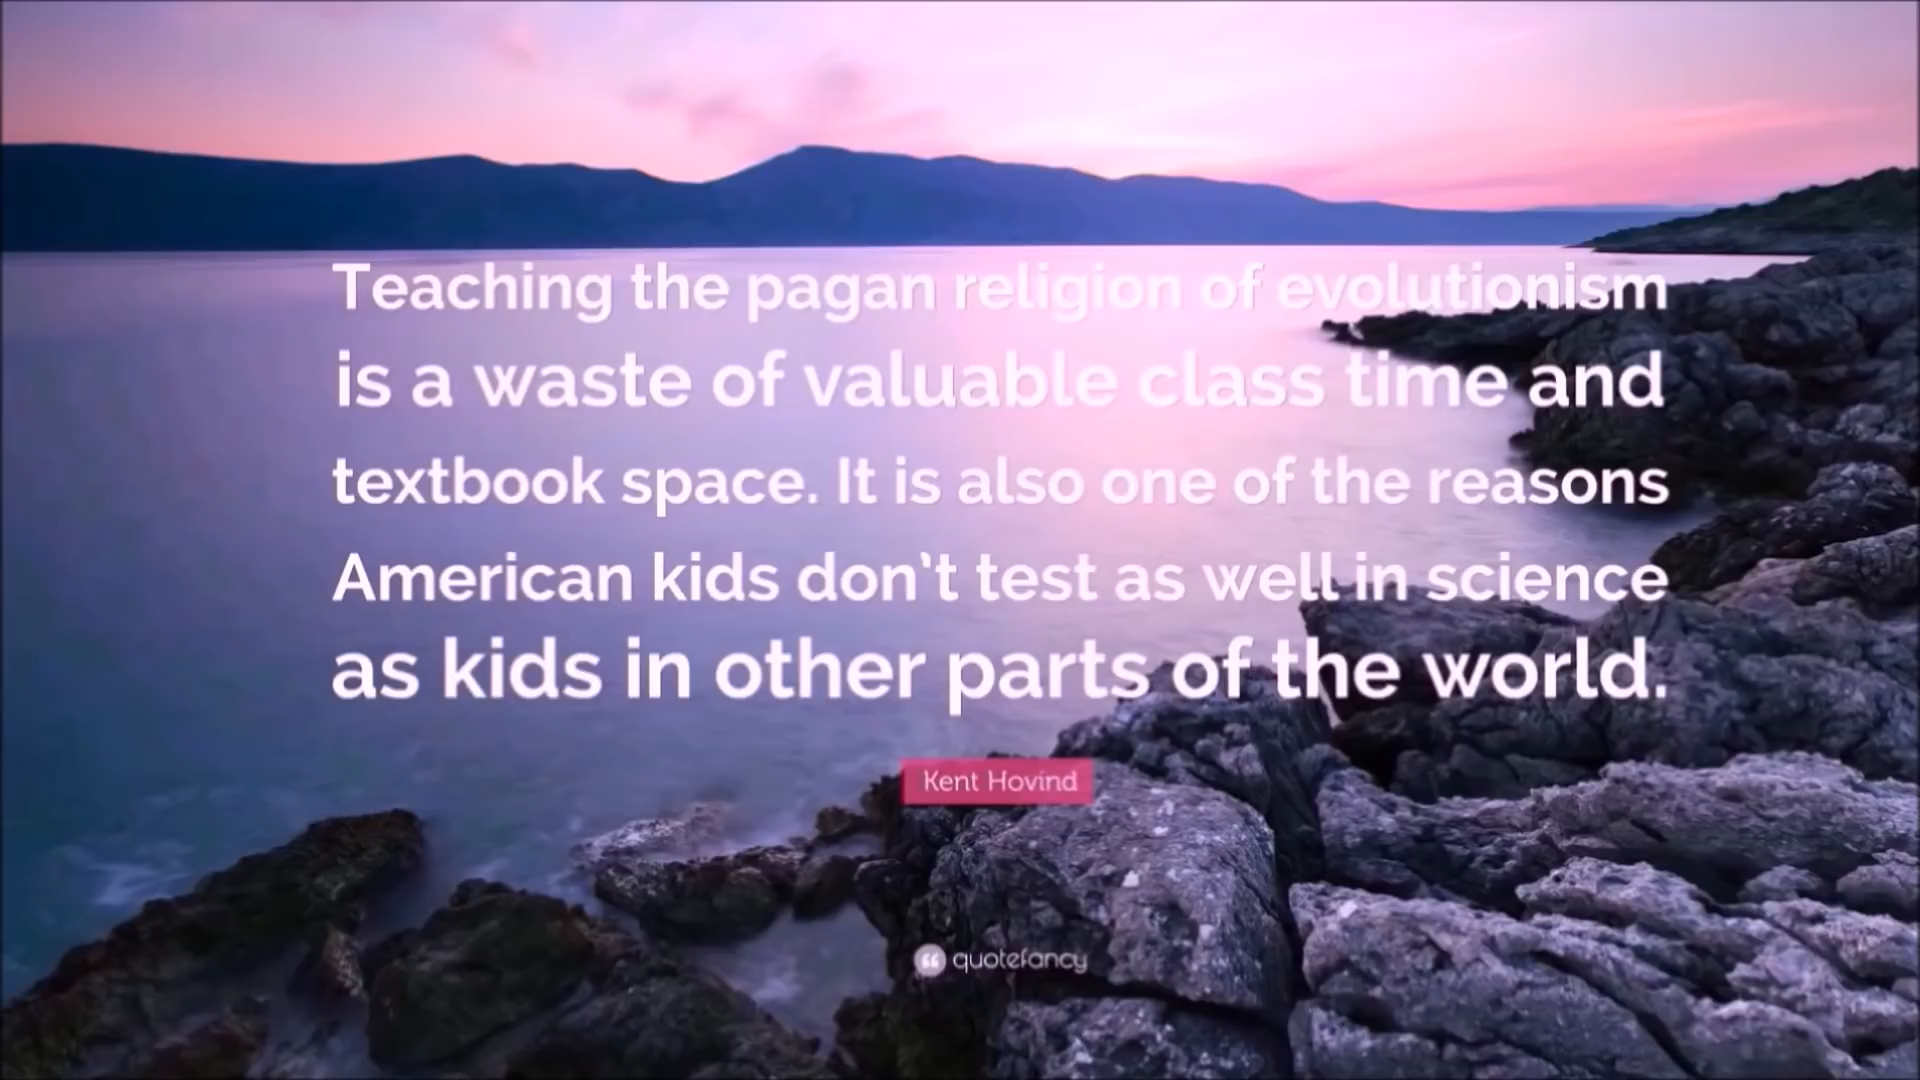 Teaching the pagan religion of evolutionism
is a waste of valuable class time and
textbook space. It is also one of the reasons
American kids don't test as well in science
as kids in other parts of the world.
Kent Hovind
quotefancy